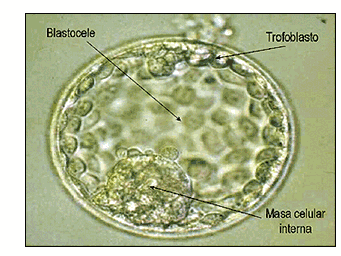 Blastocele
Trofoblasto
Masa celular
interna